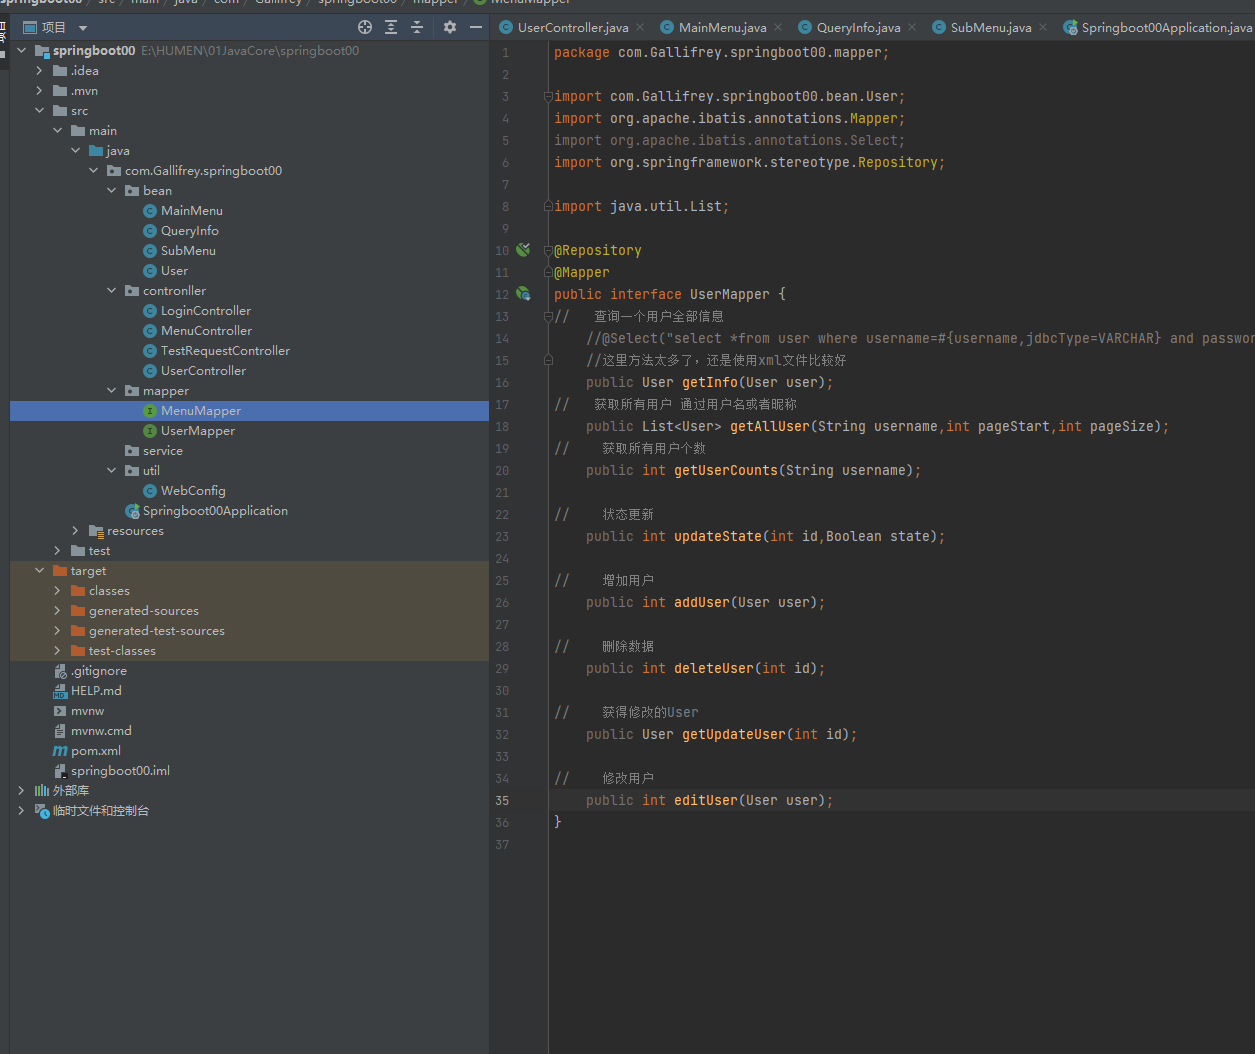 springboot00 src main java com Gallifrey springboot00 mapper MenuMapper
项目
springboot00 E:\HUMEN\01JavaCore\springboot00
.idea
.mvn
src
main
java
com.Gallifrey.springboot00
bean
MainMenu
QueryInfo
SubMenu
User
contronller
LoginController
MenuController
TestRequestController
UserController
mapper
MenuMapper
UserMapper
service
util
WebConfig
Springboot00Application
resources
test
target
classes
generated-sources
generated-test-sources
test-classes
.gitignore
HELP.md
mvnw
mvnw.cmd
pom.xml
springboot00.iml
外部库
临时文件和控制台
UserController.java MainMenu.java QueryInfo.java SubMenu.java Springboot00Application.java
1 package com.Gallifrey.springboot00.mapper;
2
3 import com.Gallifrey.springboot00.bean.User;
4 import org.apache.ibatis.annotations.Mapper;
5 import org.apache.ibatis.annotations.Select;
6 import org.springframework.stereotype.Repository;
7
8 import java.util.List;
9
10 @Repository
11 @Mapper
12 public interface UserMapper {
13 // 查询一个用户全部信息
14 //@Select("select *from user where username=#{username,jdbcType=VARCHAR} and passwor
15 //这里方法太多了，还是使用xml文件比较好
16 public User getInfo(User user);
17 // 获取所有用户 通过用户名或者昵称
18 public List<User> getAllUser(String username,int pageStart,int pageSize);
19 // 获取所有用户个数
20 public int getUserCounts(String username);
21
22 // 状态更新
23 public int updateState(int id,Boolean state);
24
25 // 增加用户
26 public int addUser(User user);
27
28 // 删除数据
29 public int deleteUser(int id);
30
31 // 获得修改的User
32 public User getUpdateUser(int id);
33
34 // 修改用户
35 public int editUser(User user);
36 }
37